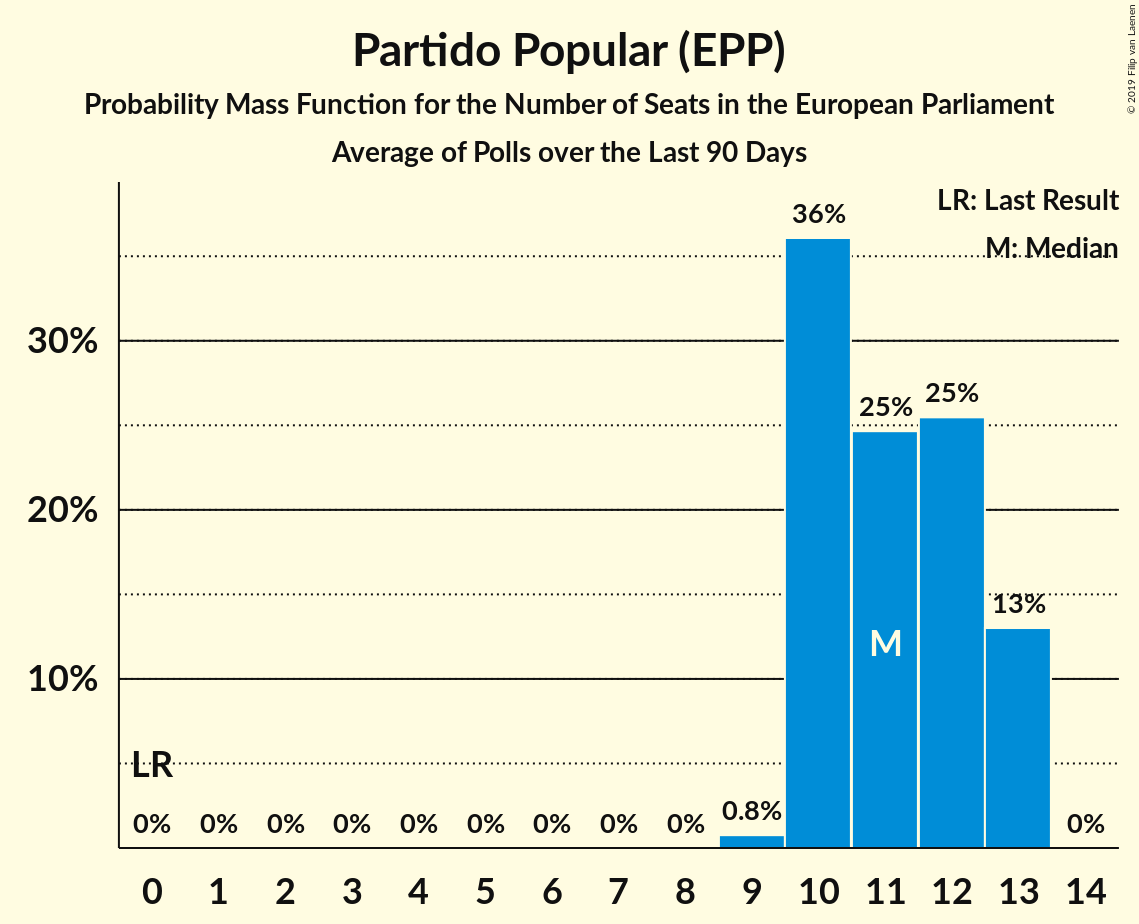 Partido Popular (EPP)
Probability Mass Function for the Number of Seats in the European Parliament
Average of Polls over the Last 90 Days
© 2019 Filip van Laenen
LR: Last Result
M: Median
36%
30%
25%
25%
20%
13%
M
10%
LR
0%
0%
0%
0%
0%
0%
0%
0%
0%
0.8%
0%
0 1 2 3 4 5 6 7 8 9 10 11 12 13 14